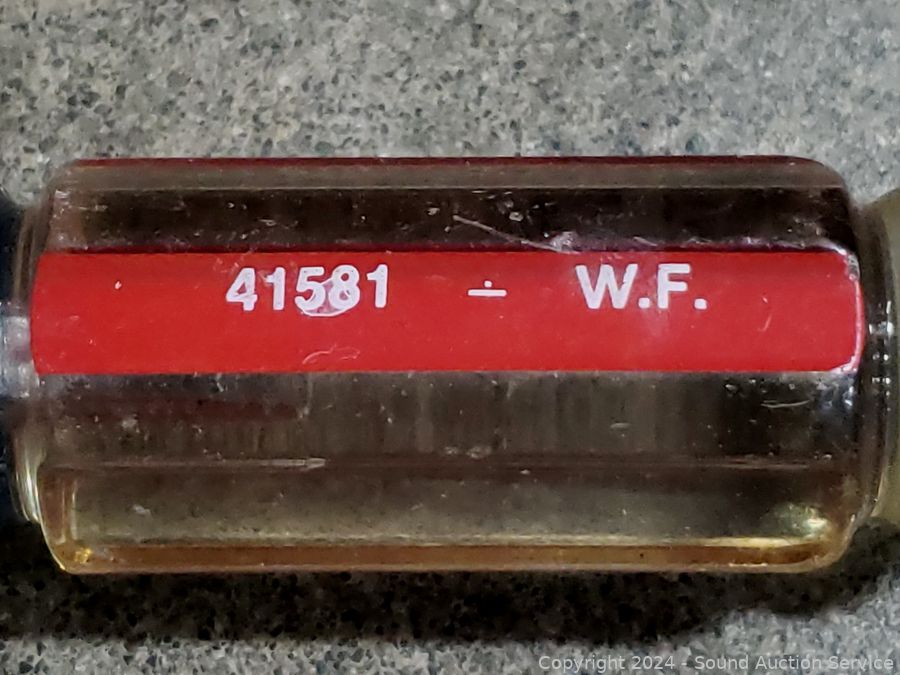 41581 ÷ W.F.
Copyright 2024 - Sound Auction Service